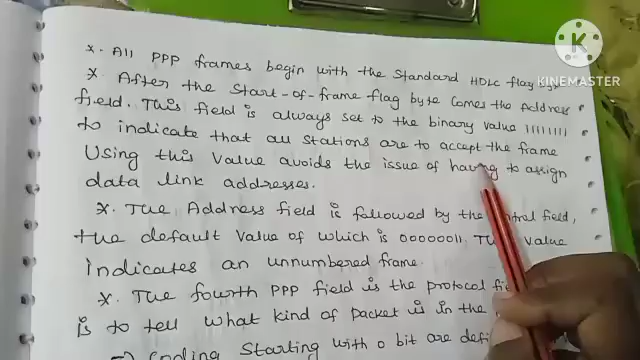 x. All PPP frames begin with the standard HDLC flag
KINEMASTER
x. After the start-of-frame flag byte comes the Address
field. This field is always set to the binary value 11111111
to indicate that all stations are to accept the frame
Using this value avoids the issue of having to assign
data link addresses.
x. The Address field is followed by the field,
the default value of which is 00000011. value
indicates an unnumbered frame.
x. The fourth PPP field is the protocol
is to tell what kind of packet is in the
→ Coding starting with 0 bit are